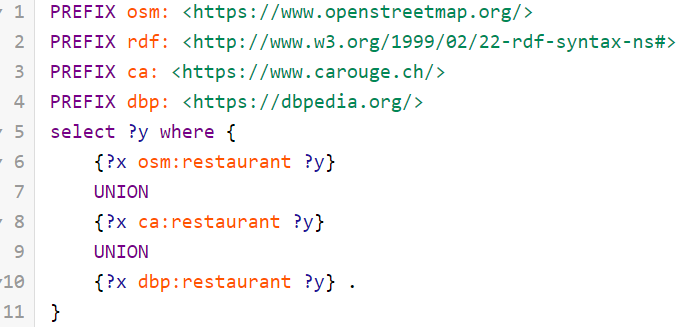 1 PREFIX osm: <https://www.openstreetmap.org/>
2 PREFIX rdf: <http://www.w3.org/1999/02/22-rdf-syntax-ns#>
3 PREFIX ca: <https://www.carouge.ch/>
4 PREFIX dbp: <https://dbpedia.org/>
5 select ?y where {
6 {?x osm:restaurant ?y}
7 UNION
8 {?x ca:restaurant ?y}
9 UNION
10 {?x dbp:restaurant ?y} .
11 }